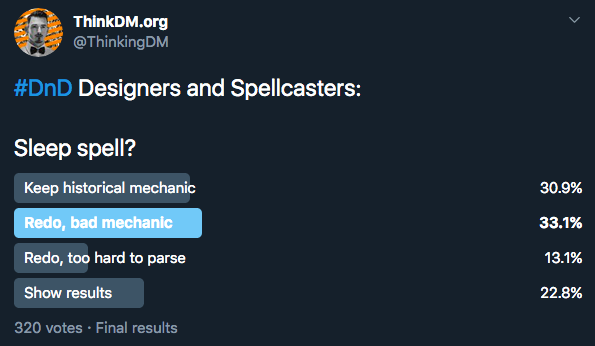 ThinkDM.org
@ThinkingDM
#DnD Designers and Spellcasters:
Sleep spell?
Keep historical mechanic 30.9%
Redo, bad mechanic 33.1%
Redo, too hard to parse 13.1%
Show results 22.8%
320 votes · Final results